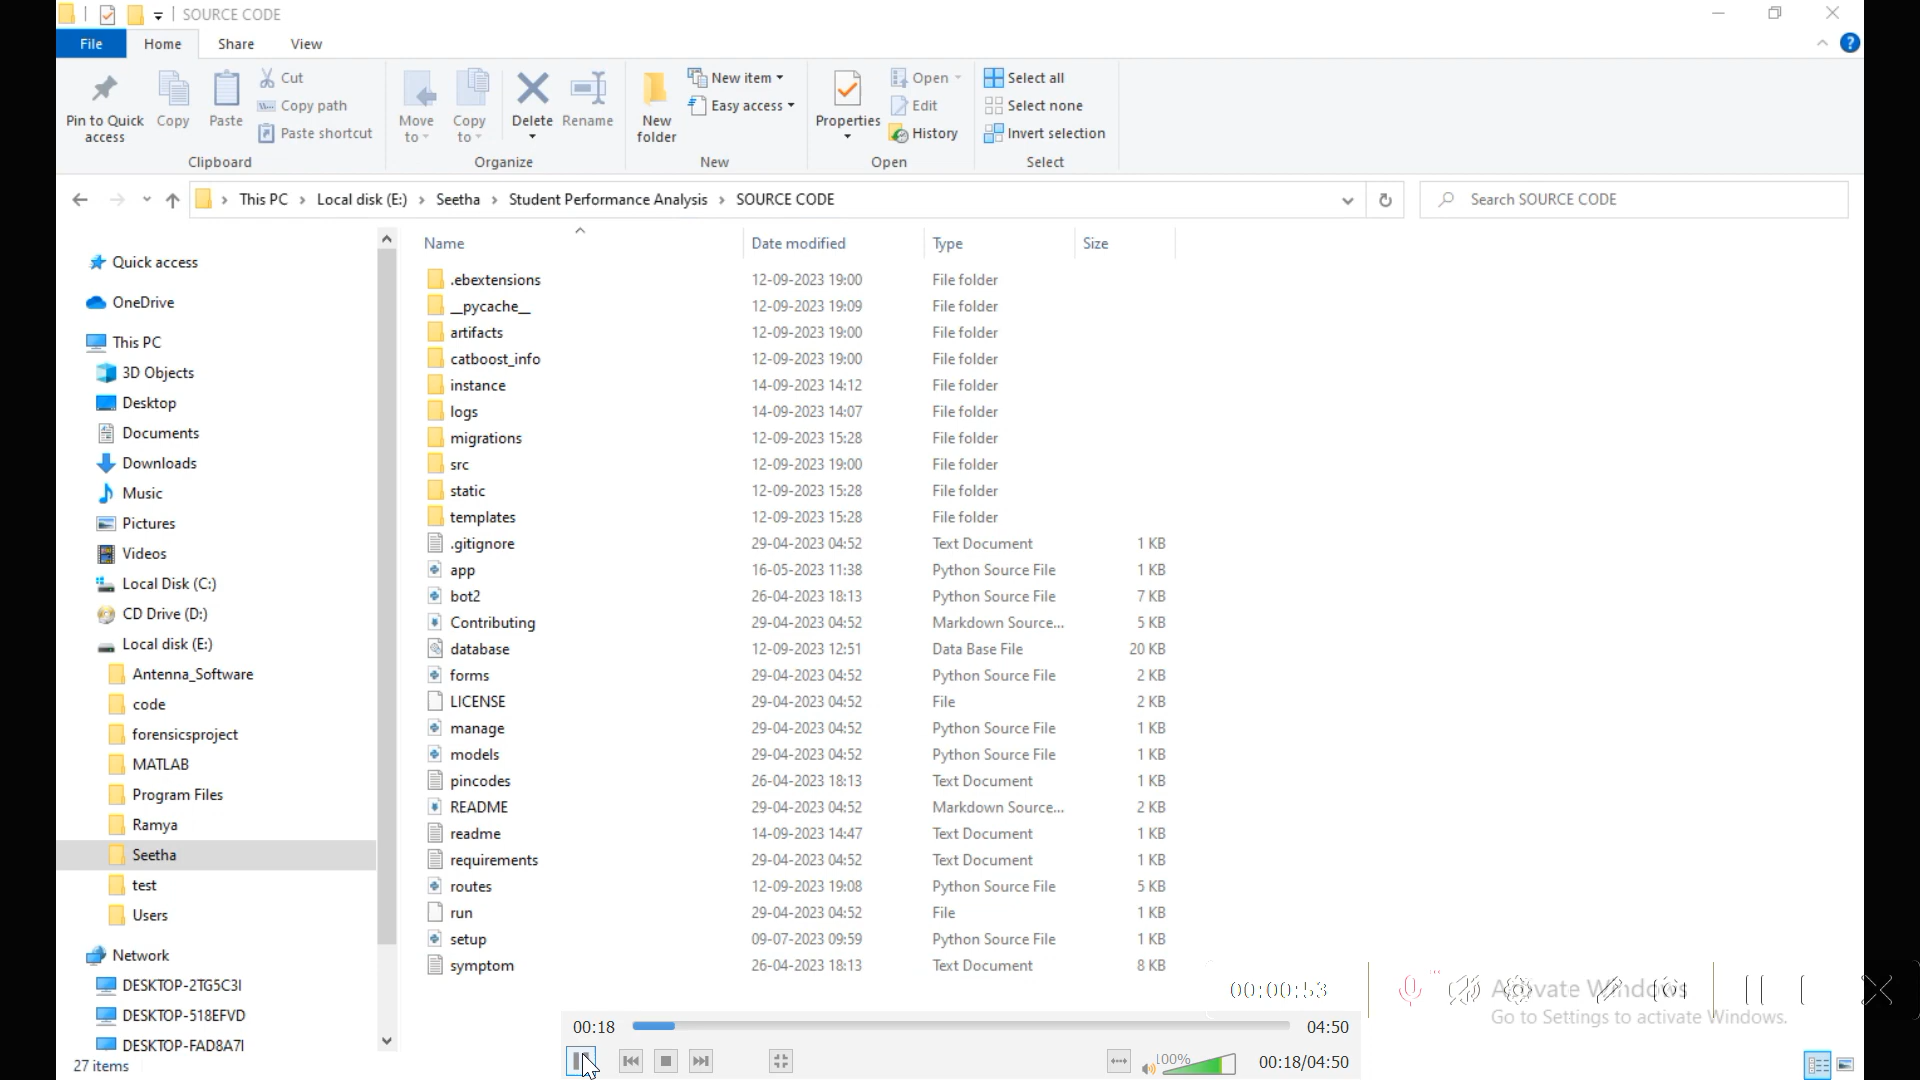 SOURCE CODE
File Home Share View
Pin to Quick access
Copy
Paste
Cut
Copy path
Paste shortcut
Clipboard
Move to
Copy to
Delete
Rename
Organize
New folder
New item
Easy access
New
Properties
Open
Edit
History
Open
Select all
Select none
Invert selection
Select
This PC Local disk (E:) Seetha Student Performance Analysis SOURCE CODE
Search SOURCE CODE
Quick access
OneDrive
This PC
3D Objects
Desktop
Documents
Downloads
Music
Pictures
Videos
Local Disk (C:)
CD Drive (D:)
Local disk (E:)
Antenna_Software
code
forensicsproject
MATLAB
Program Files
Ramya
Seetha
test
Users
Network
DESKTOP-2TG5C3I
DESKTOP-518EFVD
DESKTOP-FAD8A7I
Name Date modified Type Size
.ebextensions 12-09-2023 19:00 File folder
__pycache__ 12-09-2023 19:09 File folder
artifacts 12-09-2023 19:00 File folder
catboost_info 12-09-2023 19:00 File folder
instance 14-09-2023 14:12 File folder
logs 14-09-2023 14:07 File folder
migrations 12-09-2023 15:28 File folder
src 12-09-2023 19:00 File folder
static 12-09-2023 15:28 File folder
templates 12-09-2023 15:28 File folder
.gitignore 29-04-2023 04:52 Text Document 1 KB
app 16-05-2023 11:38 Python Source File 1 KB
bot2 26-04-2023 18:13 Python Source File 7 KB
Contributing 29-04-2023 04:52 Markdown Source... 5 KB
database 12-09-2023 12:51 Data Base File 20 KB
forms 29-04-2023 04:52 Python Source File 2 KB
LICENSE 29-04-2023 04:52 File 2 KB
manage 29-04-2023 04:52 Python Source File 1 KB
models 29-04-2023 04:52 Python Source File 1 KB
pincodes 26-04-2023 18:13 Text Document 1 KB
README 29-04-2023 04:52 Markdown Source... 2 KB
readme 14-09-2023 14:47 Text Document 1 KB
requirements 29-04-2023 04:52 Text Document 1 KB
routes 12-09-2023 19:08 Python Source File 5 KB
run 29-04-2023 04:52 File 1 KB
setup 09-07-2023 09:59 Python Source File 1 KB
symptom 26-04-2023 18:13 Text Document 8 KB
00:00:53
Activate Windows
Go to Settings to activate Windows.
00:18 04:50
100% 00:18/04:50
27 items